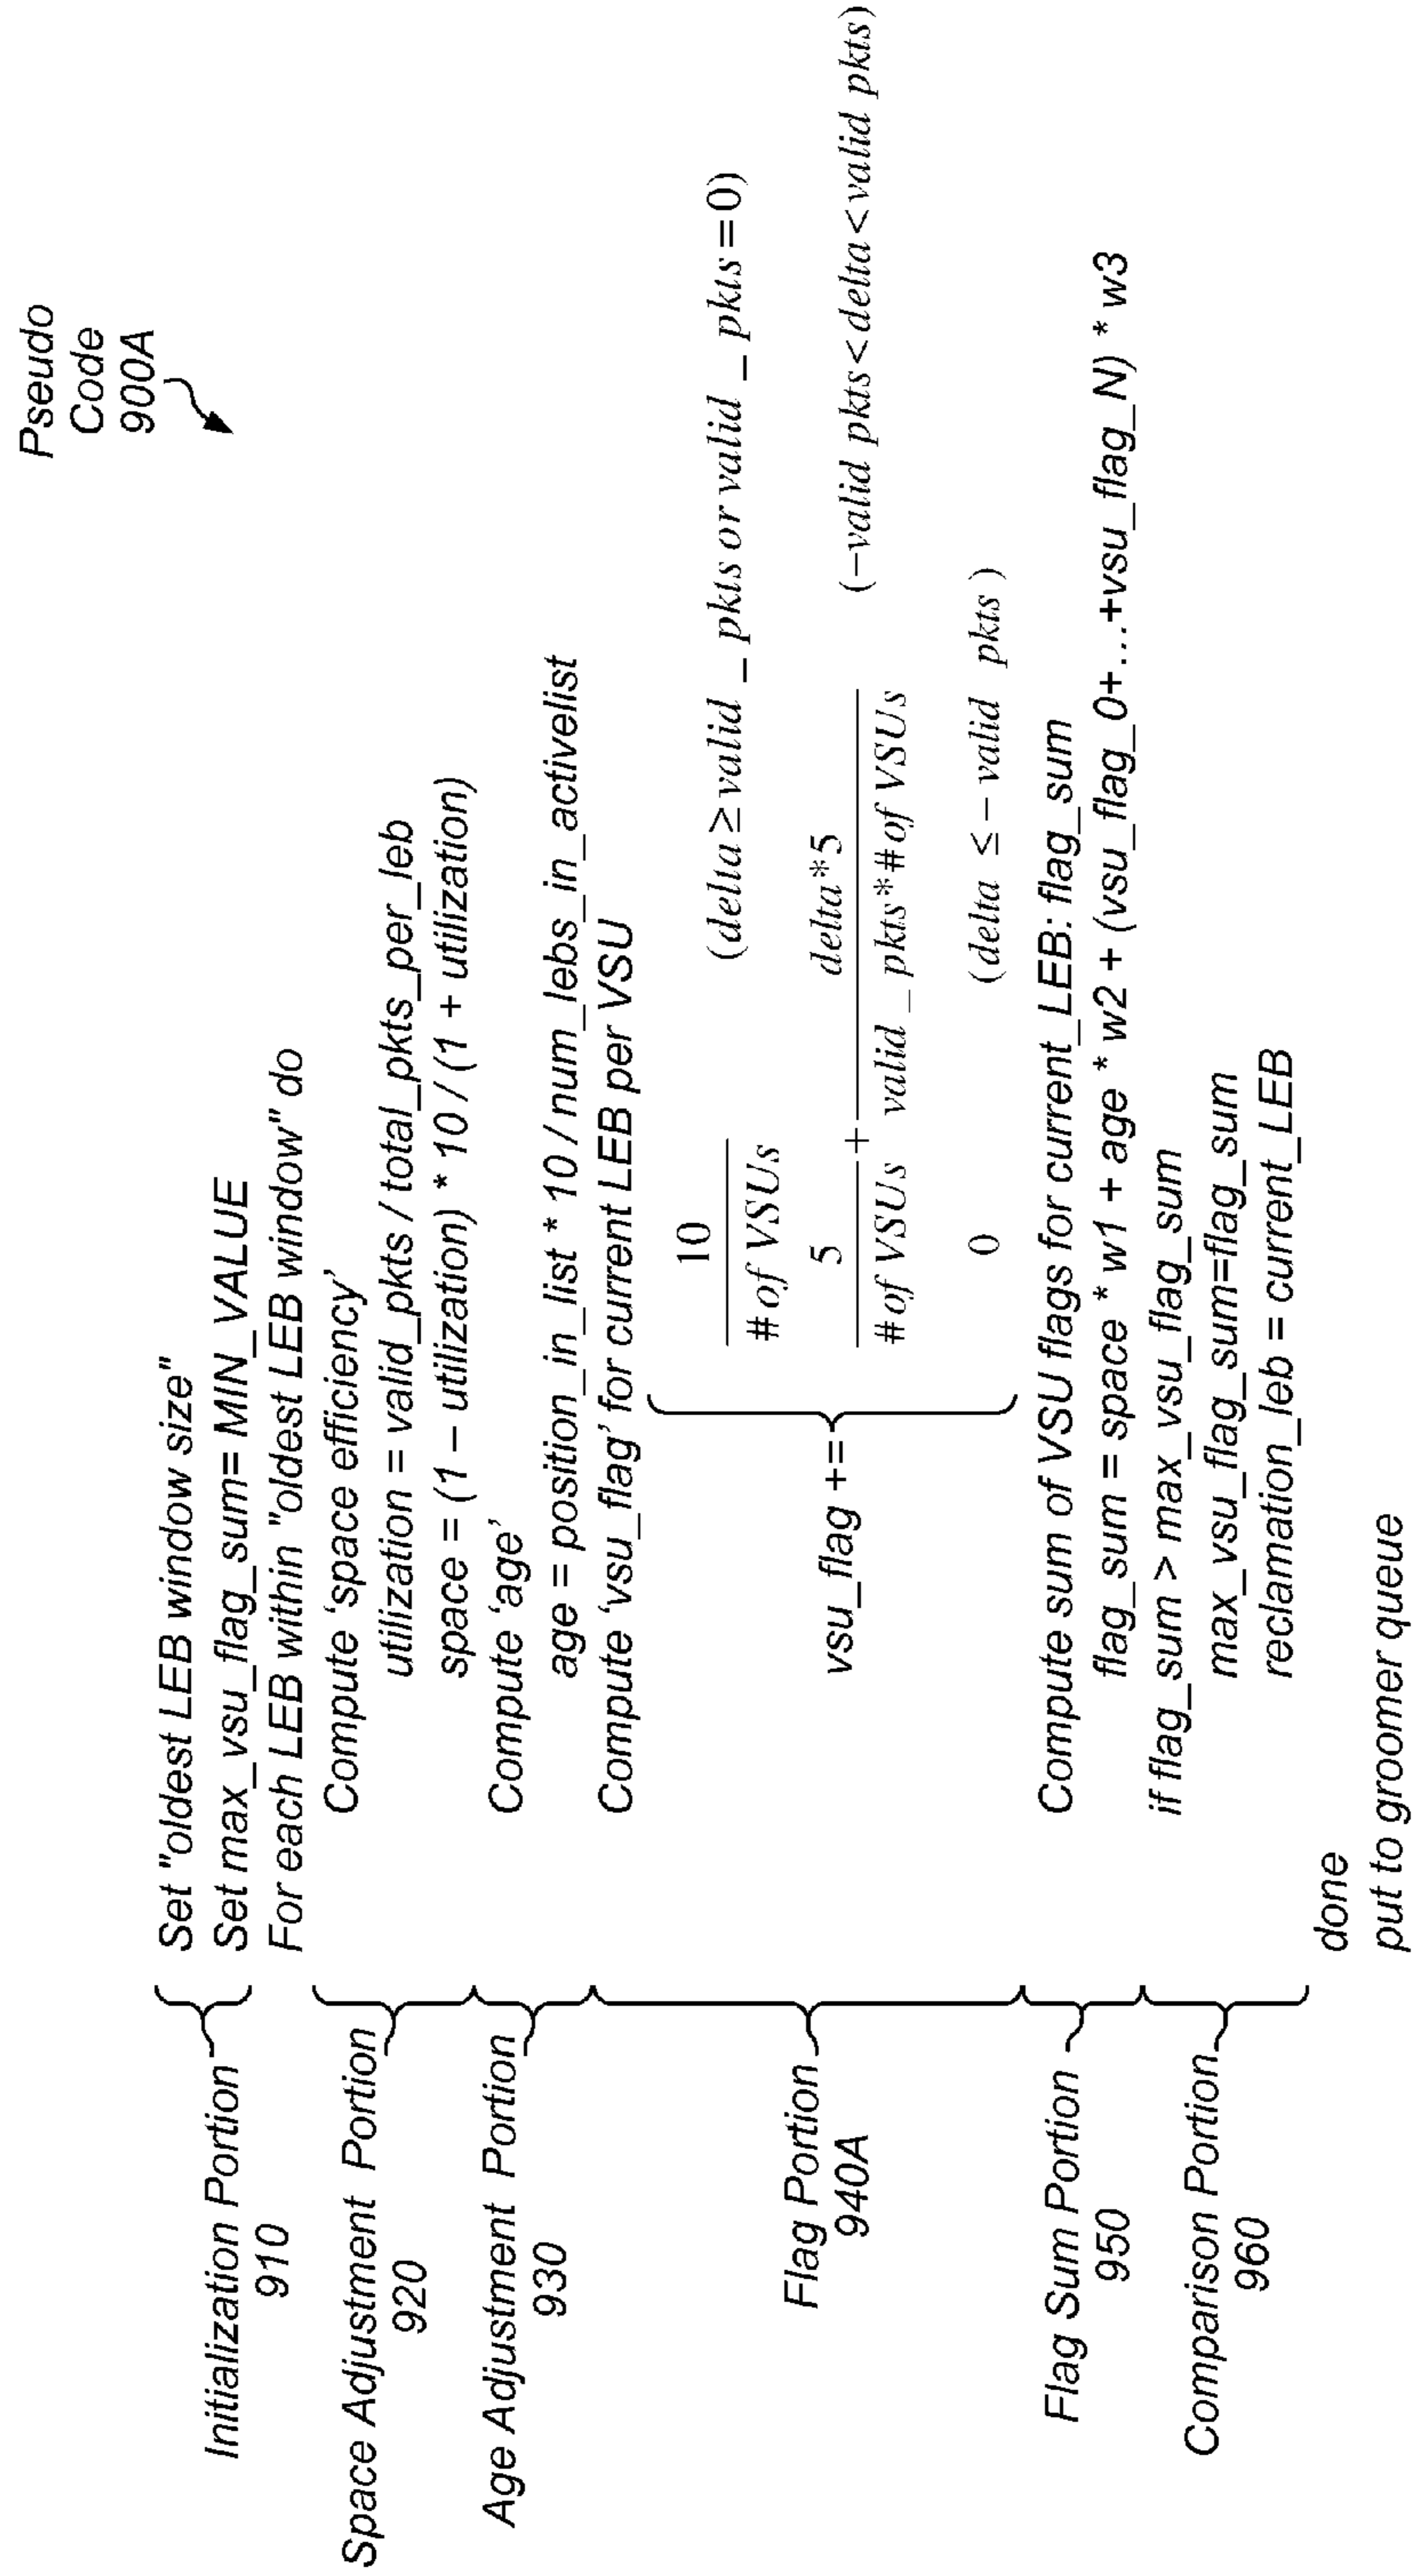 Pseudo
Code
900A
Initialization Portion
910
Set "oldest LEB window size"
Set max_vsu_flag_sum= MIN_VALUE
For each LEB within "oldest LEB window" do
Space Adjustment Portion
920
Compute 'space efficiency'
utilization = valid_pkts / total_pkts_per_leb
space = (1 – utilization) * 10 / (1 + utilization)
Age Adjustment Portion
930
Compute 'age'
age = position_in_list * 10 / num_lebs_in_activelist
Flag Portion
940A
Compute 'vsu_flag' for current LEB per VSU
vsu_flag +=
10
# of VSUs
(delta ≥ valid _ pkts or valid _ pkts = 0)
5
# of VSUs
+
delta*5
valid _ pkts*# of VSUs
(−valid pkts < delta < valid pkts)
0 (delta ≤ − valid pkts )
Flag Sum Portion
950
Compute sum of VSU flags for current_LEB: flag_sum
flag_sum = space * w1 + age * w2 + (vsu_flag_0+...+vsu_flag_N) * w3
Comparison Portion
960
if flag_sum > max_vsu_flag_sum
max_vsu_flag_sum=flag_sum
reclamation_leb = current_LEB
done
put to groomer queue